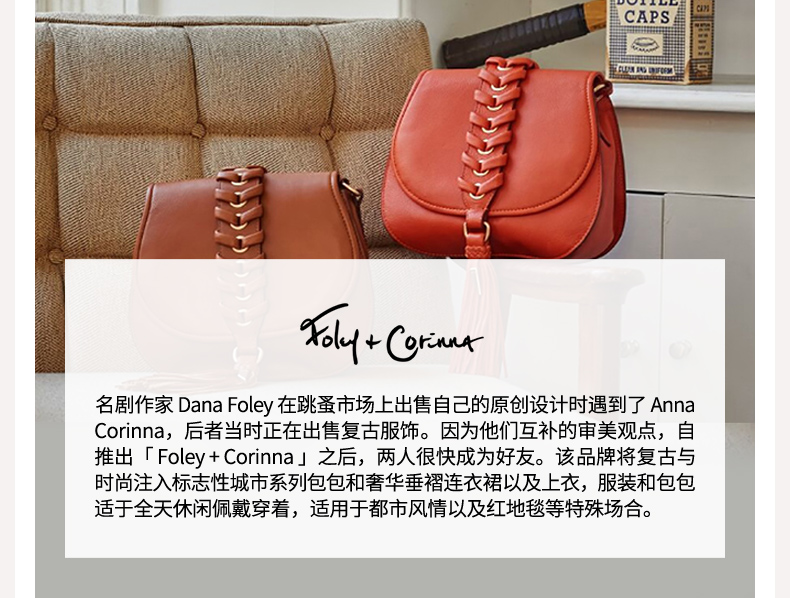 BOTTLE
CAPS
CAPS
CLEAN AND UNIFORM
Foley + Corinna
名剧作家 Dana Foley 在跳蚤市场上出售自己的原创设计时遇到了 Anna
Corinna，后者当时正在出售复古服饰。因为他们互补的审美观点，自
推出「 Foley + Corinna 」之后，两人很快成为好友。该品牌将复古与
时尚注入标志性城市系列包包和奢华垂褶连衣裙以及上衣，服装和包包
适于全天休闲佩戴穿着，适用于都市风情以及红地毯等特殊场合。